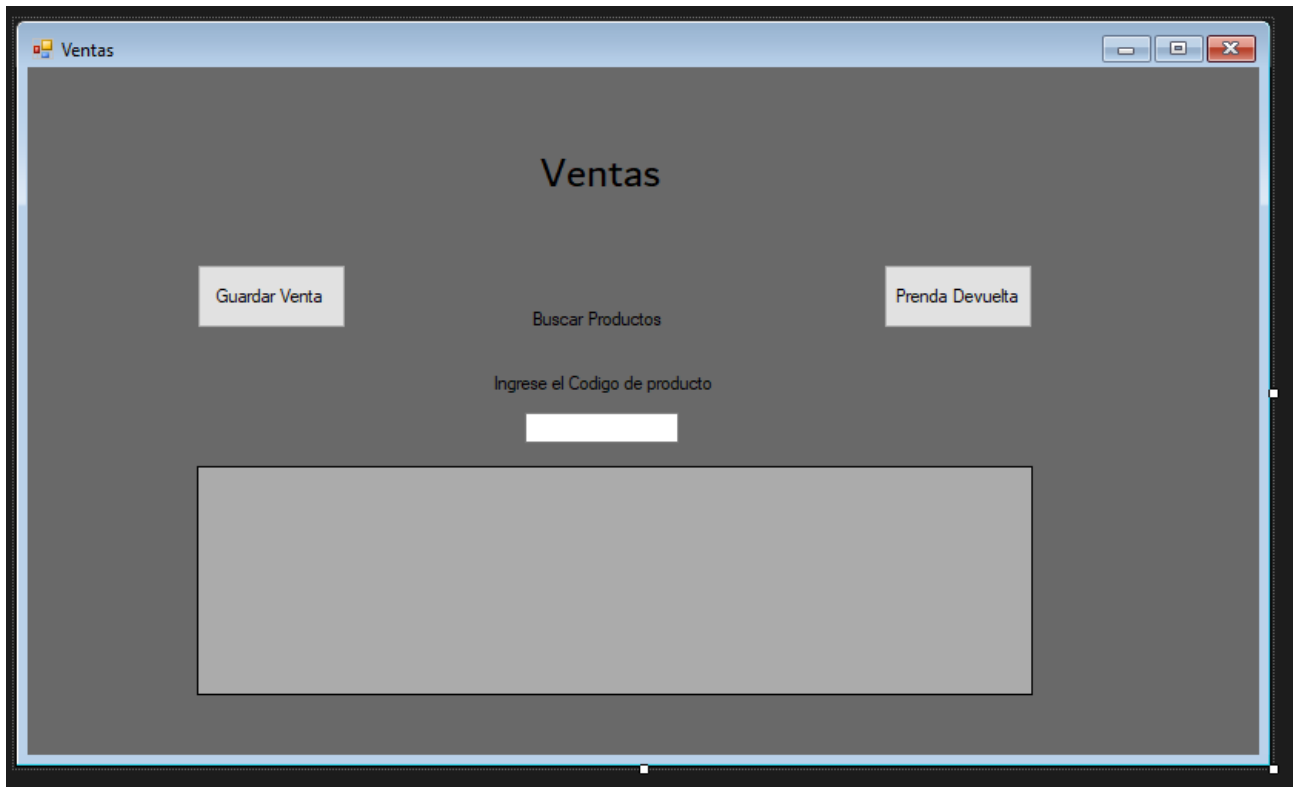 Ventas
Ventas
Guardar Venta
Prenda Devuelta
Buscar Productos
Ingrese el Codigo de producto